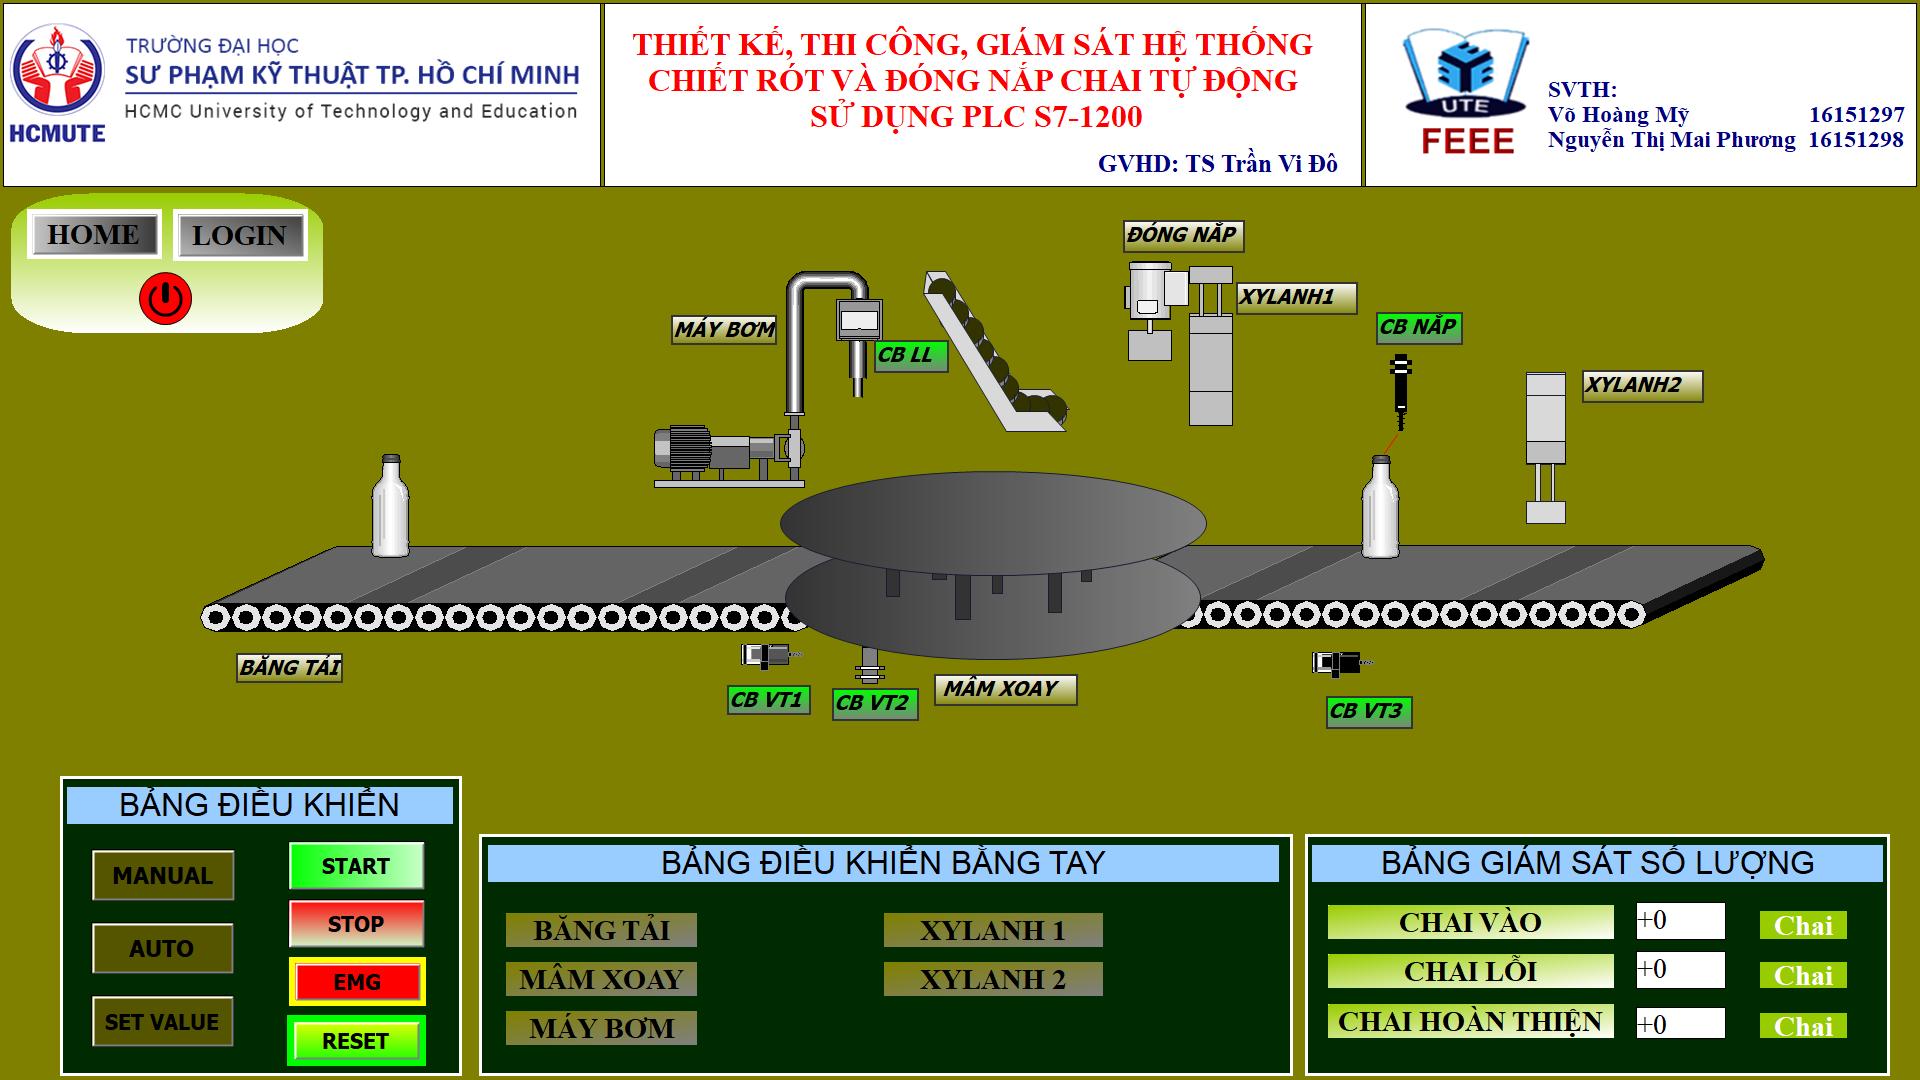 TRƯỜNG ĐẠI HỌC
SƯ PHẠM KỸ THUẬT TP. HỒ CHÍ MINH
HCMC University of Technology and Education
HCMUTE
THIẾT KẾ, THI CÔNG, GIÁM SÁT HỆ THỐNG
CHIẾT RÓT VÀ ĐÓNG NẮP CHAI TỰ ĐỘNG
SỬ DỤNG PLC S7-1200
GVHD: TS Trần Vi Đô
UTE
FEEE
SVTH:
Võ Hoàng Mỹ 16151297
Nguyễn Thị Mai Phương 16151298
HOME
LOGIN
ĐÓNG NẮP
XYLANH1
MÁY BƠM
CB LL
CB NẮP
XYLANH2
BĂNG TẢI
CB VT1
CB VT2
MÂM XOAY
CB VT3
BẢNG ĐIỀU KHIỂN
MANUAL
START
AUTO
STOP
EMG
SET VALUE
RESET
BẢNG ĐIỀU KHIỂN BẰNG TAY
BĂNG TẢI
XYLANH 1
MÂM XOAY
XYLANH 2
MÁY BƠM
BẢNG GIÁM SÁT SỐ LƯỢNG
CHAI VÀO +0 Chai
CHAI LỖI +0 Chai
CHAI HOÀN THIỆN +0 Chai